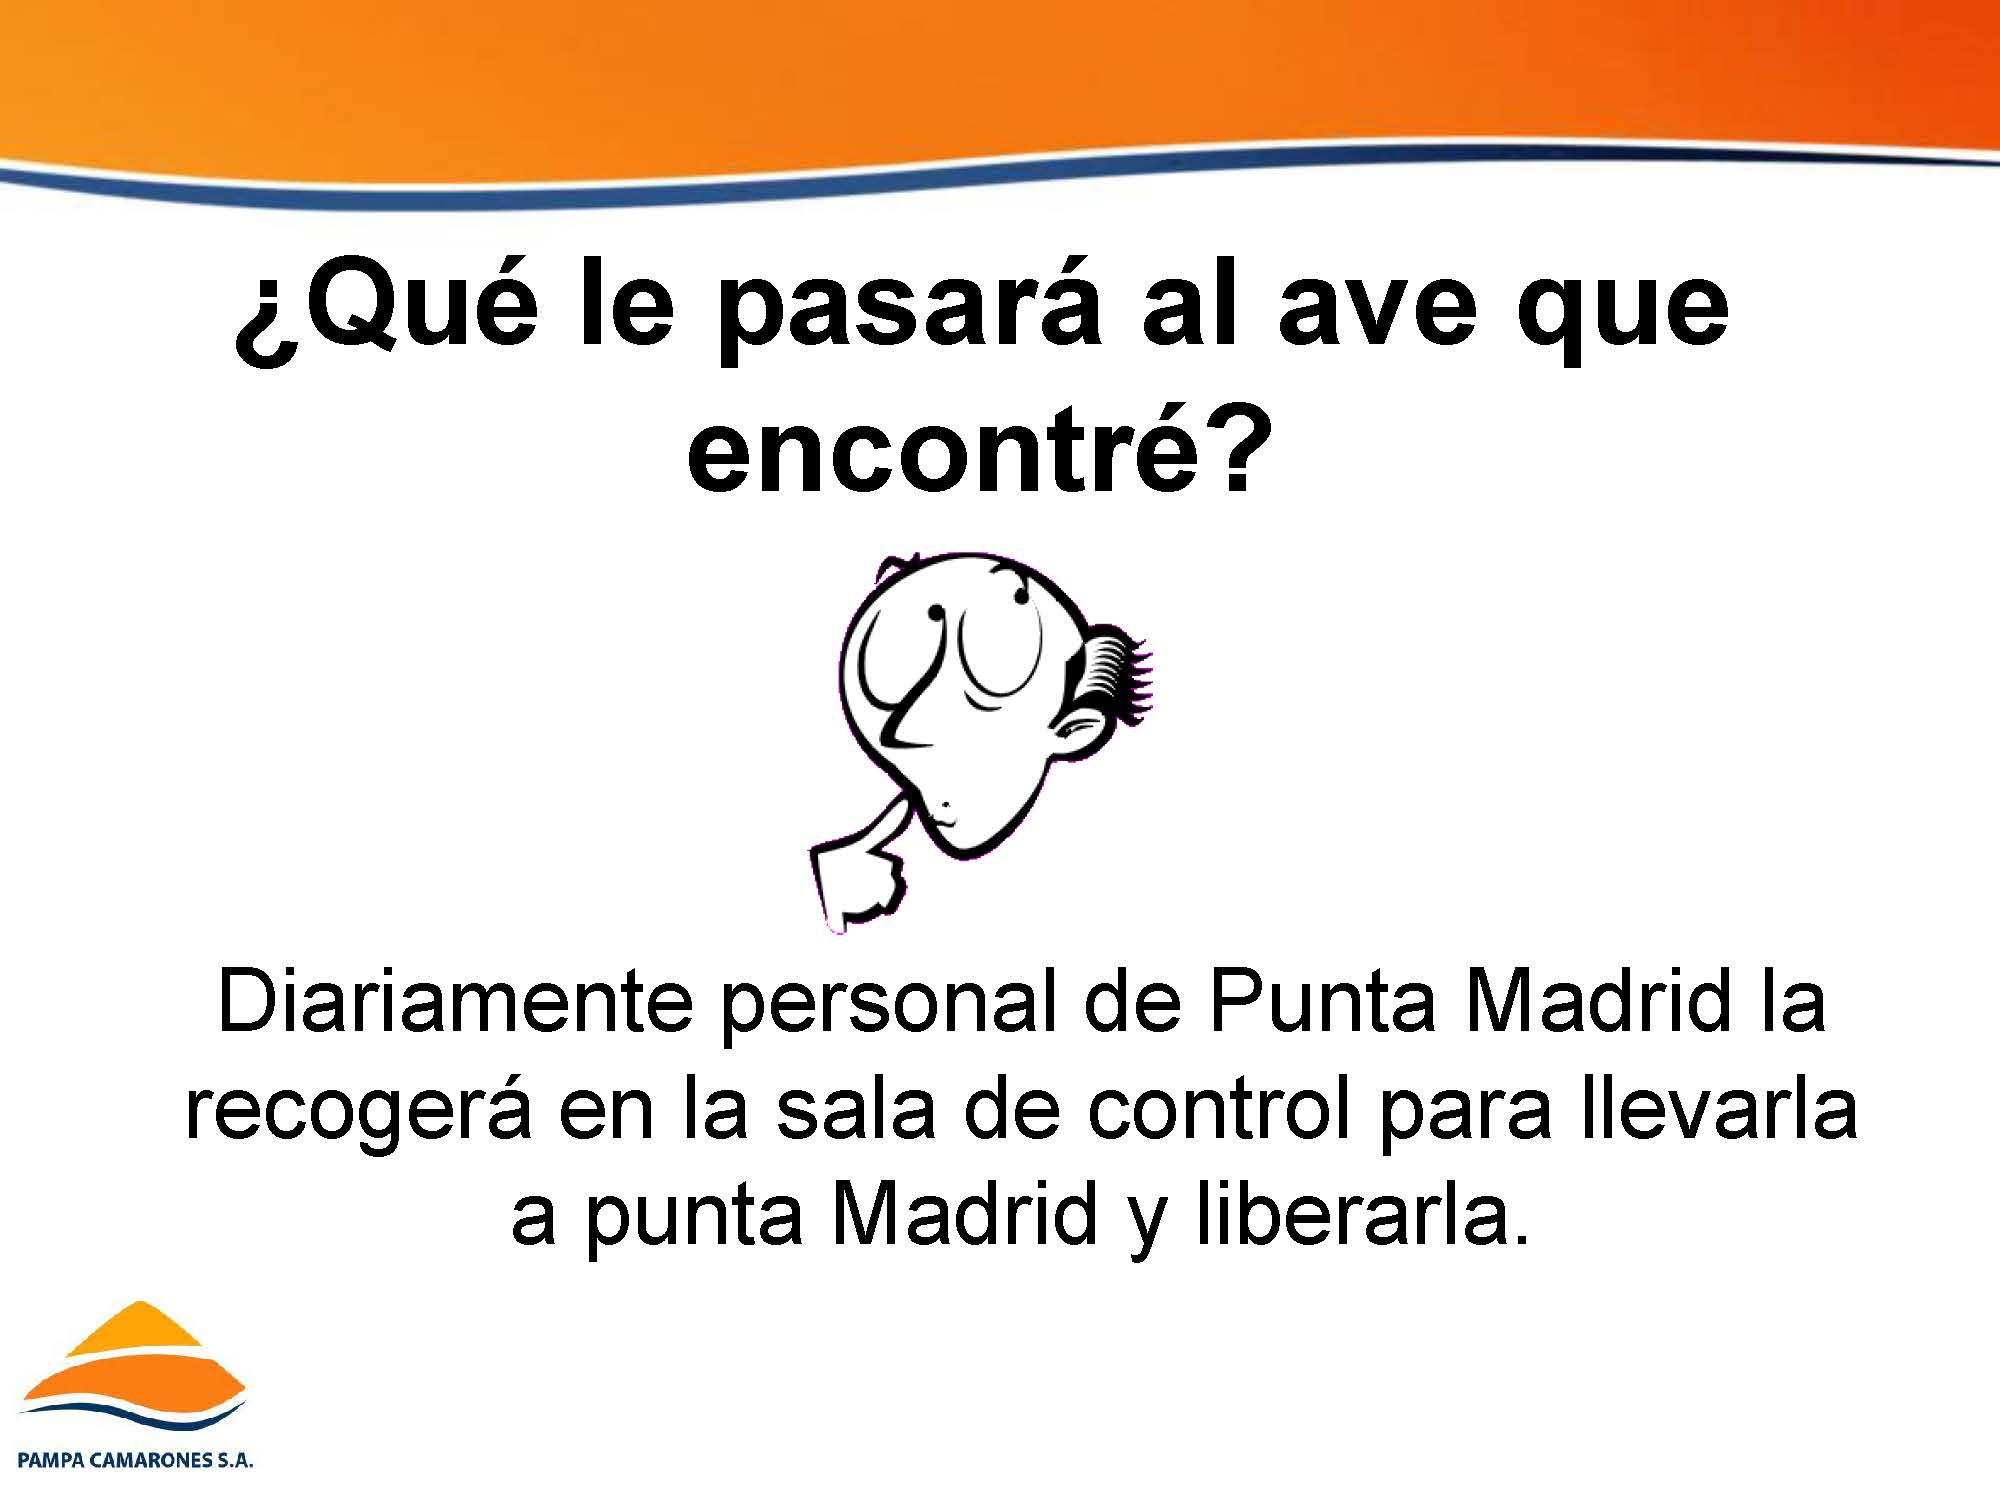 ¿Qué le pasará al ave que
encontré?
Diariamente personal de Punta Madrid la
recogerá en la sala de control para llevarla
a punta Madrid y liberarla.
PAMPA CAMARONES S.A.